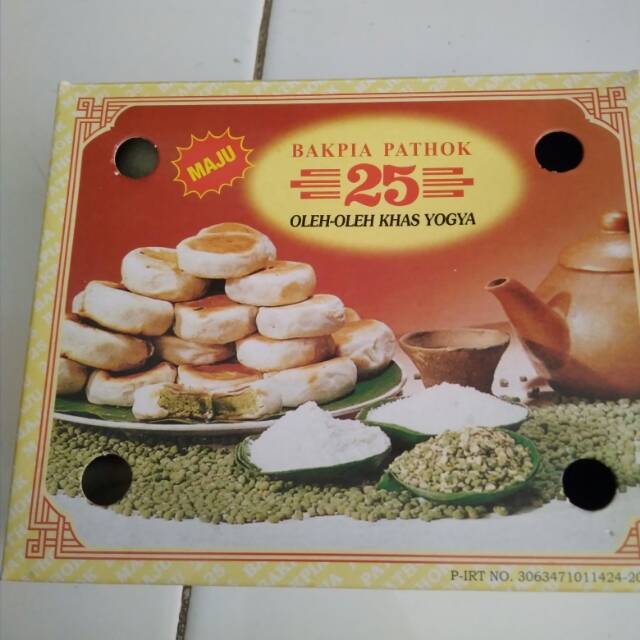 MAJU
BAKPIA PATHOK
25
OLEH-OLEH KHAS YOGYA
P-IRT NO. 3063471011424-20